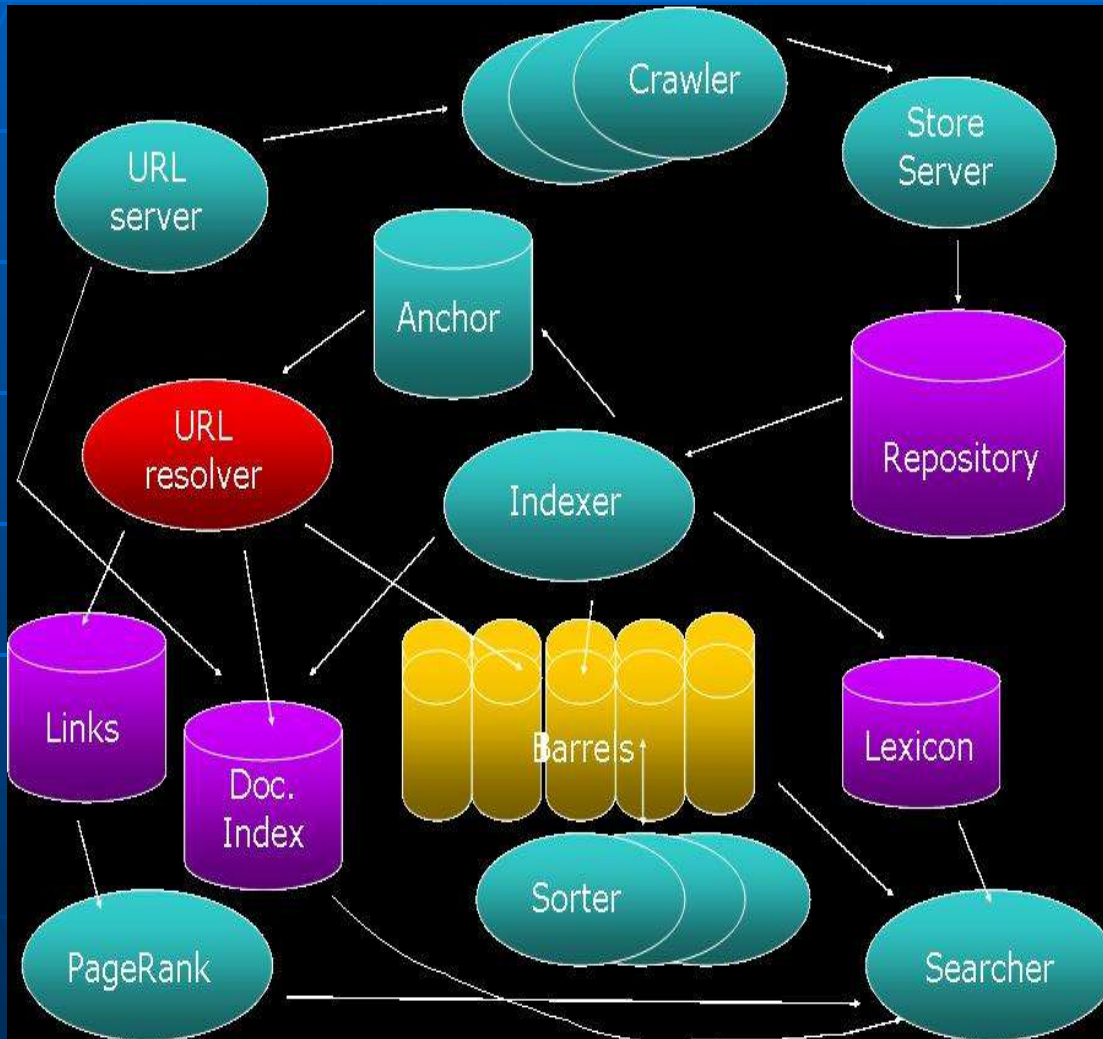 Crawler
Store
Server
URL
server
Anchor
URL
resolver
Repository
Indexer
Links
Doc.
Index
Barrels
Lexicon
Sorter
PageRank
Searcher